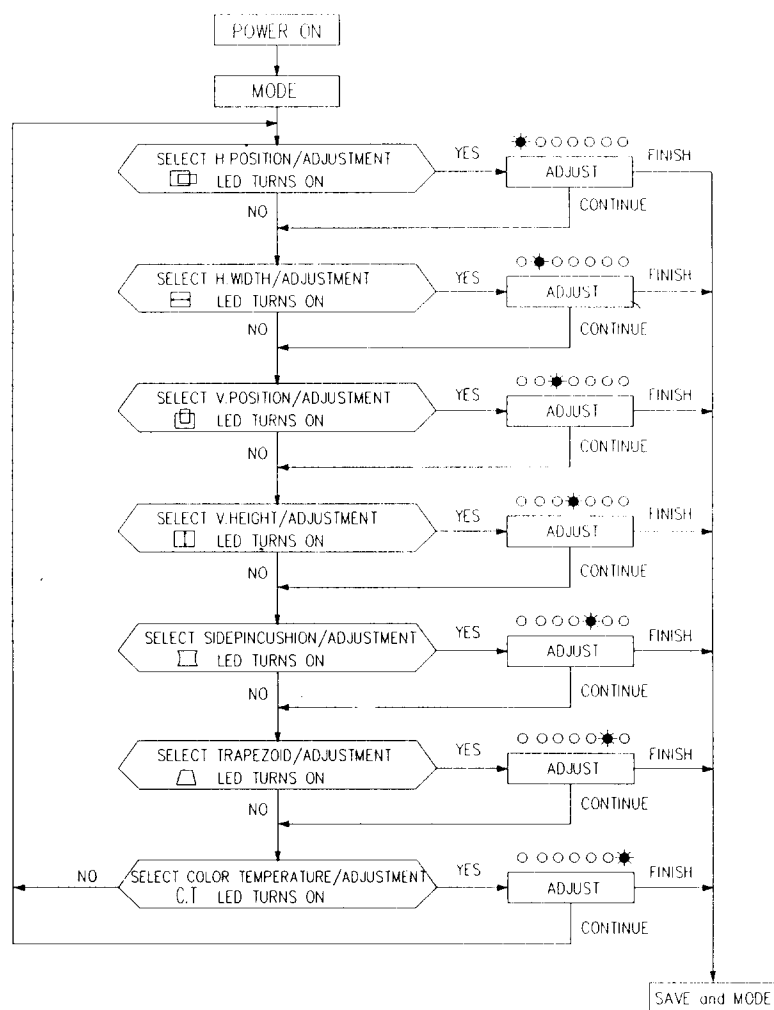 POWER ON
MODE
SELECT H.POSITION/ADJUSTMENT
LED TURNS ON
YES
ADJUST
FINISH
NO
CONTINUE
SELECT H.WIDTH/ADJUSTMENT
LED TURNS ON
YES
ADJUST
FINISH
NO
CONTINUE
SELECT V.POSITION/ADJUSTMENT
LED TURNS ON
YES
ADJUST
FINISH
NO
CONTINUE
SELECT V.HEIGHT/ADJUSTMENT
LED TURNS ON
YES
ADJUST
FINISH
NO
CONTINUE
SELECT SIDEPINCUSHION/ADJUSTMENT
LED TURNS ON
YES
ADJUST
FINISH
NO
CONTINUE
SELECT TRAPEZOID/ADJUSTMENT
LED TURNS ON
YES
ADJUST
FINISH
NO
CONTINUE
NO
SELECT COLOR TEMPERATURE/ADJUSTMENT
C.T LED TURNS ON
YES
ADJUST
FINISH
CONTINUE
SAVE and MODE